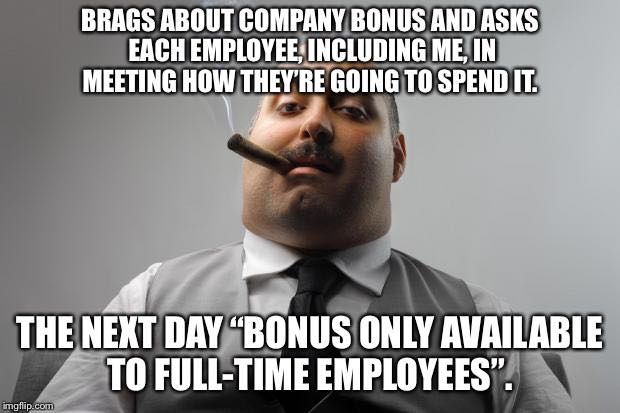 BRAGS ABOUT COMPANY BONUS AND ASKS
EACH EMPLOYEE, INCLUDING ME, IN
MEETING HOW THEY’RE GOING TO SPEND IT.
THE NEXT DAY “BONUS ONLY AVAILABLE
TO FULL-TIME EMPLOYEES”.
imgflip.com